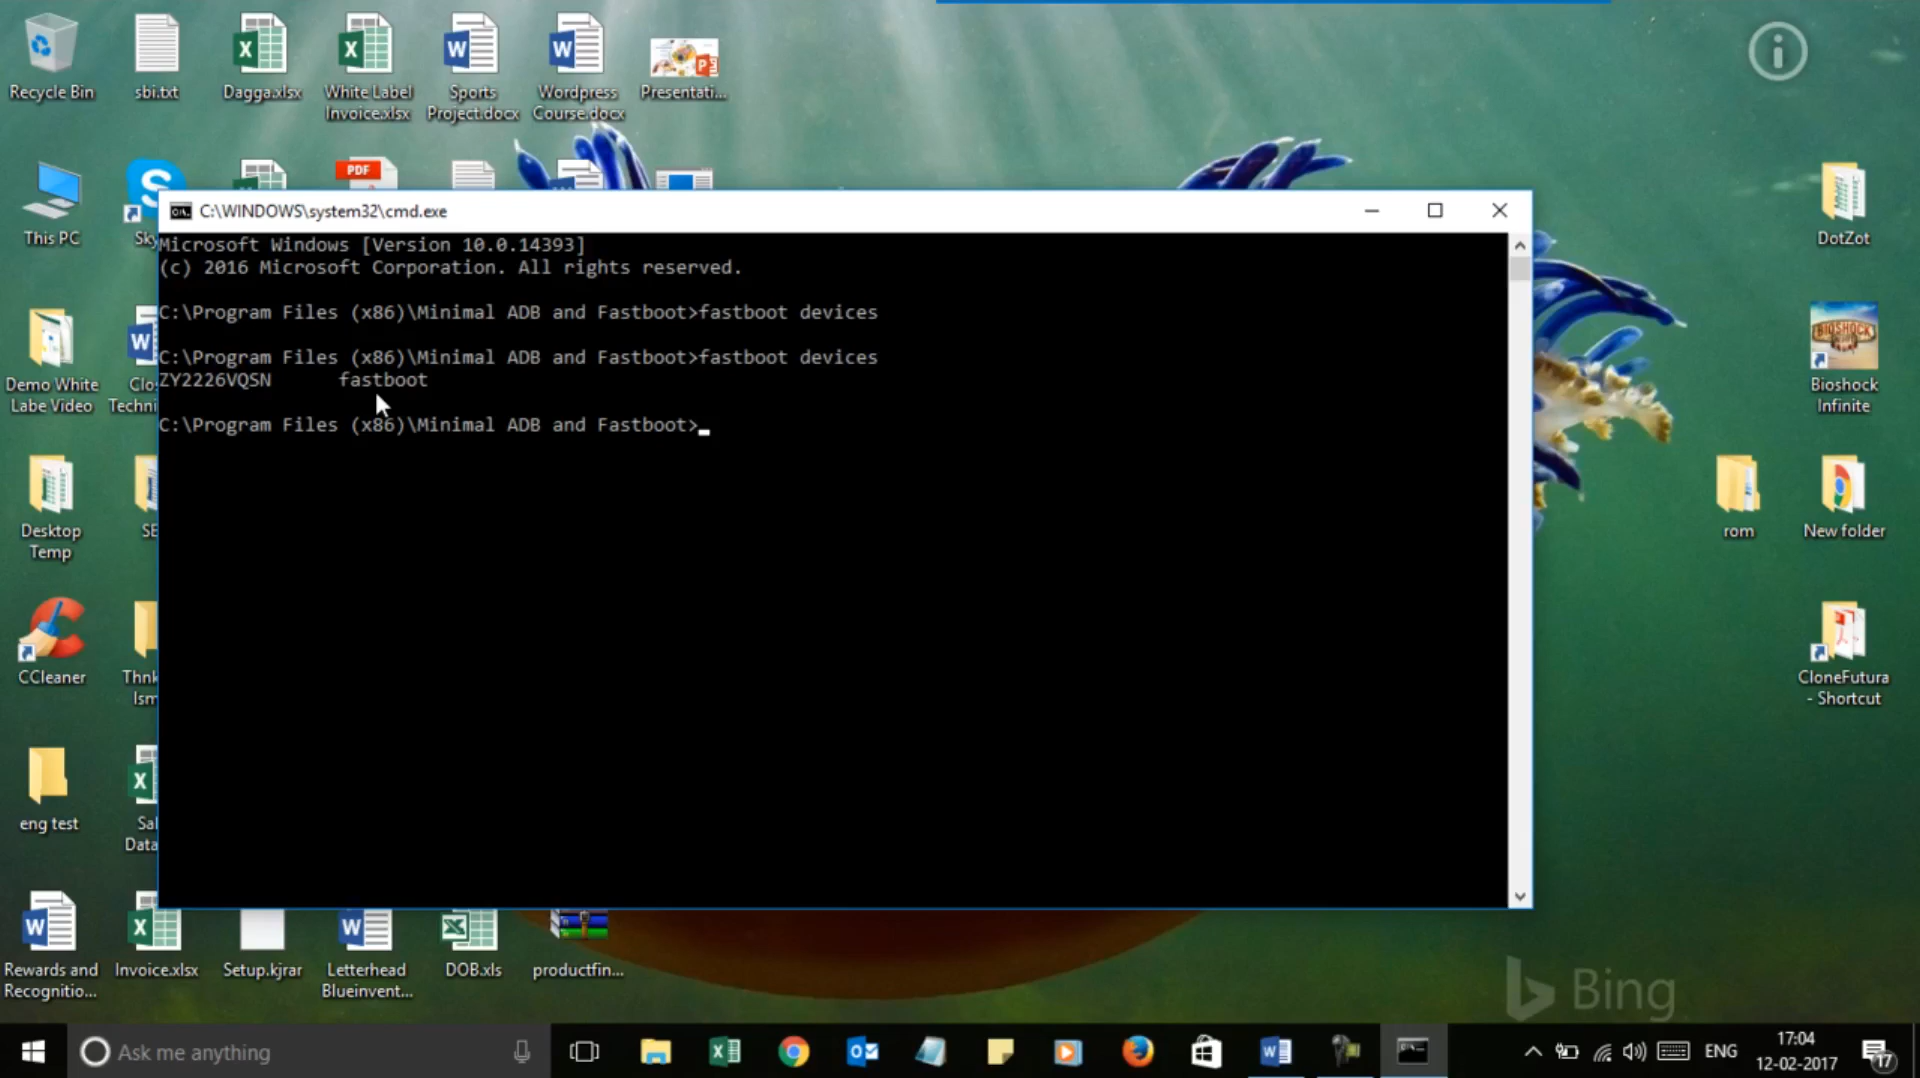 Recycle Bin
sbi.txt
Dagga.xlsx
White Label
Invoice.xlsx
Sports
Project.docx
Wordpress
Course.docx
Presentati...
PDF
This PC
DotZot
C:\WINDOWS\system32\cmd.exe
Microsoft Windows [Version 10.0.14393]
(c) 2016 Microsoft Corporation. All rights reserved.
C:\Program Files (x86)\Minimal ADB and Fastboot>fastboot devices
C:\Program Files (x86)\Minimal ADB and Fastboot>fastboot devices
ZY2226VQSN fastboot
C:\Program Files (x86)\Minimal ADB and Fastboot>
Demo White
Labe Video
BIOSHOCK
Bioshock
Infinite
Desktop
Temp
rom
New folder
CCleaner
CloneFutura
- Shortcut
eng test
Rewards and
Recognitio...
Invoice.xlsx
Setup.kjrar
Letterhead
Blueinvent...
DOB.xls
productfin...
Bing
Ask me anything
ENG
17:04
12-02-2017
17